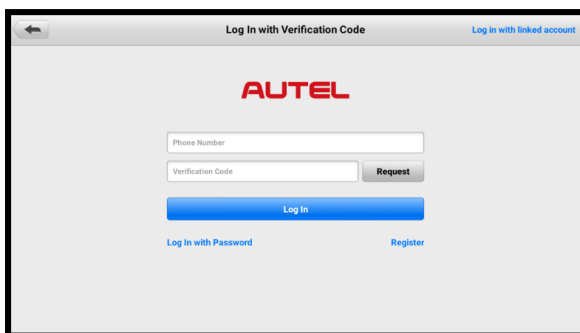 Log In with Verification Code
Log in with linked account
AUTEL
Phone Number
Verification Code
Request
Log In
Log In with Password
Register